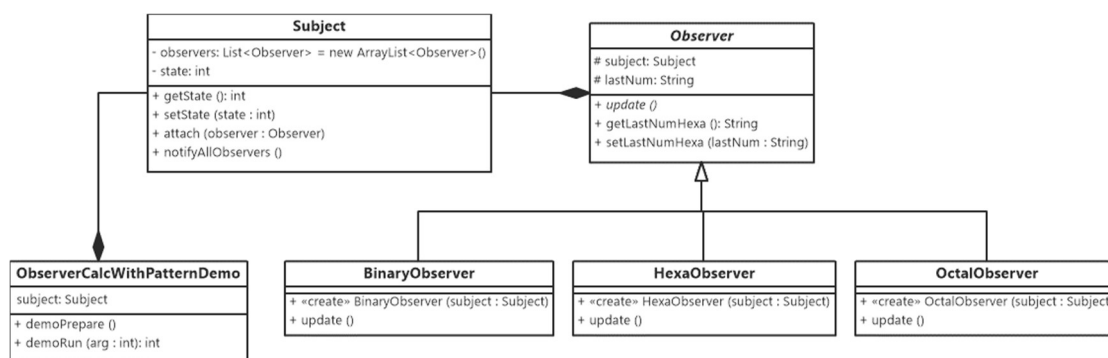 Subject
- observers: List<Observer> = new ArrayList<Observer>()
- state: int
+ getState (): int
+ setState (state : int)
+ attach (observer : Observer)
+ notifyAllObservers ()
Observer
# subject: Subject
# lastNum: String
+ update ()
+ getLastNumHexa (): String
+ setLastNumHexa (lastNum : String)
ObserverCalcWithPatternDemo
subject: Subject
+ demoPrepare ()
+ demoRun (arg : int): int
BinaryObserver
+ «create» BinaryObserver (subject : Subject)
+ update ()
HexaObserver
+ «create» HexaObserver (subject : Subject)
+ update ()
OctalObserver
+ «create» OctalObserver (subject : Subject
+ update ()